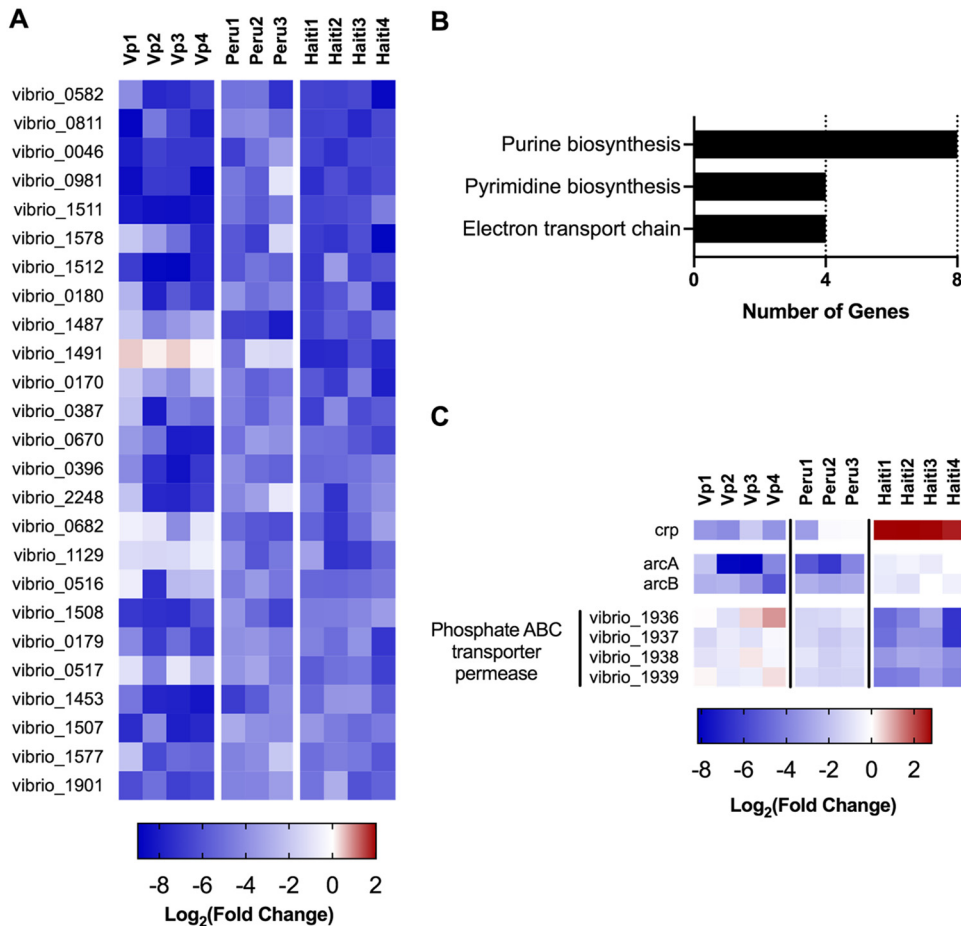 A
Vp1 Vp2 Vp3 Vp4 Peru1 Peru2 Peru3 Haiti1 Haiti2 Haiti3 Haiti4
vibrio_0582
vibrio_0811
vibrio_0046
vibrio_0981
vibrio_1511
vibrio_1578
vibrio_1512
vibrio_0180
vibrio_1487
vibrio_1491
vibrio_0170
vibrio_0387
vibrio_0670
vibrio_0396
vibrio_2248
vibrio_0682
vibrio_1129
vibrio_0516
vibrio_1508
vibrio_0179
vibrio_0517
vibrio_1453
vibrio_1507
vibrio_1577
vibrio_1901
-8 -6 -4 -2 0 2
Log2(Fold Change)
B
Purine biosynthesis
Pyrimidine biosynthesis
Electron transport chain
0 4 8
Number of Genes
C
Vp1 Vp2 Vp3 Vp4 Peru1 Peru2 Peru3 Haiti1 Haiti2 Haiti3 Haiti4
crp
arcA
arcB
Phosphate ABC
transporter
permease
vibrio_1936
vibrio_1937
vibrio_1938
vibrio_1939
-8 -6 -4 -2 0 2
Log2(Fold Change)